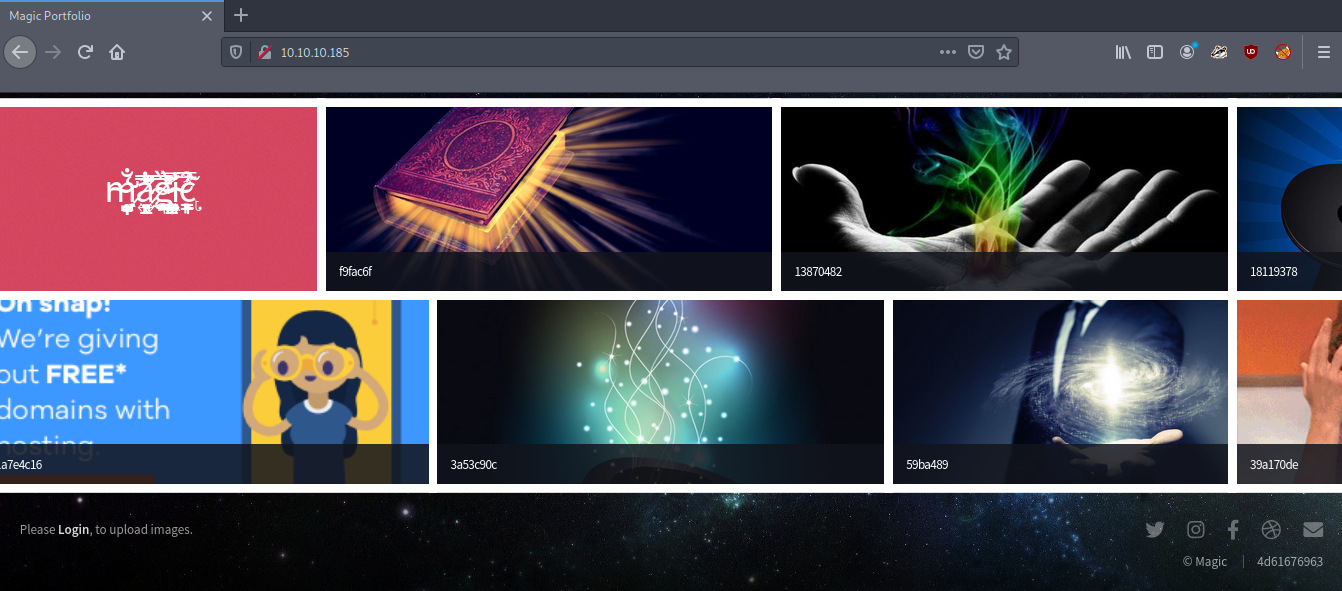 Magic Portfolio
10.10.10.185
magic
f9fac6f
13870482
18119378
On snap!
We're giving
out FREE*
domains with
hosting.
a7e4c16
3a53c90c
59ba489
39a170de
Please Login, to upload images.
© Magic
4d61676963